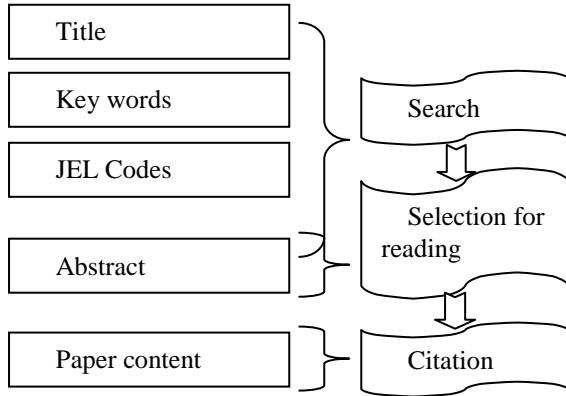 Title
Key words
JEL Codes
Abstract
Paper content
Search
Selection for
reading
Citation